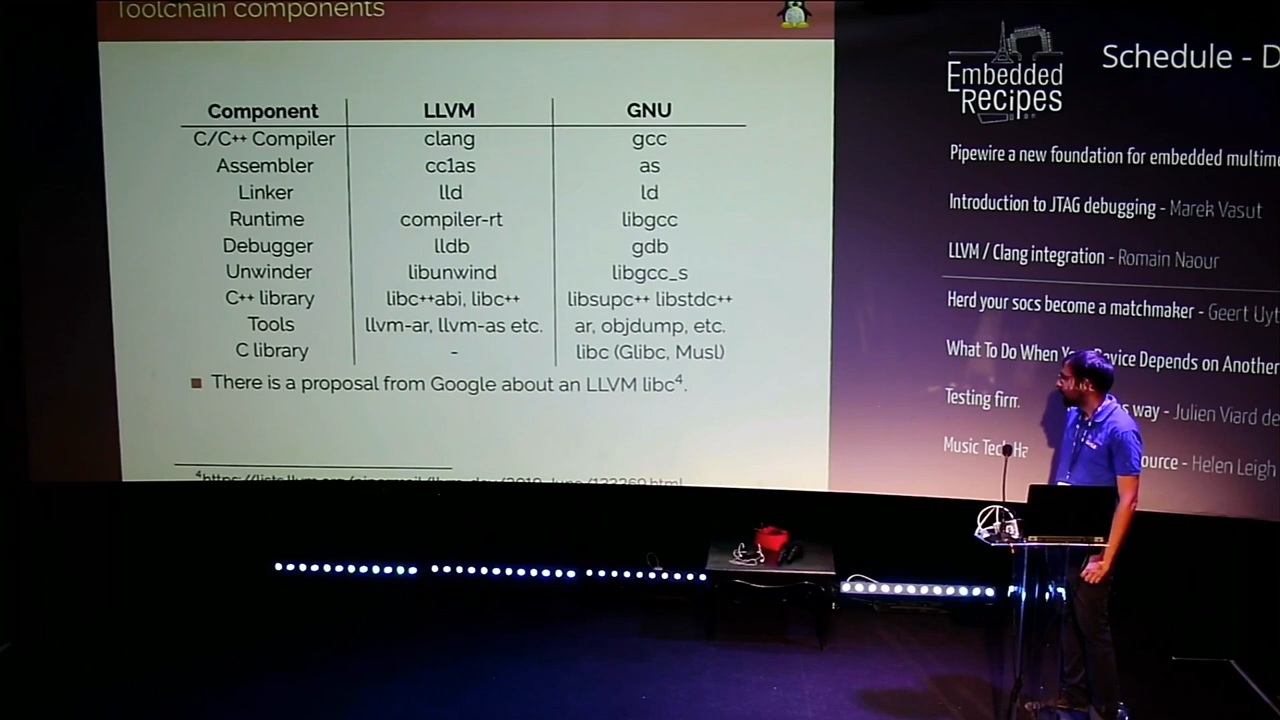 Toolchain components
Component LLVM GNU
C/C++ Compiler clang gcc
Assembler cc1as as
Linker lld ld
Runtime compiler-rt libgcc
Debugger lldb gdb
Unwinder libunwind libgcc_s
C++ library libc++abi, libc++ libsupc++ libstdc++
Tools llvm-ar, llvm-as etc. ar, objdump, etc.
C library - libc (Glibc, Musl)
There is a proposal from Google about an LLVM libc4.
Embedded
Recipes
Schedule - D
Pipewire a new foundation for embedded multime
Introduction to JTAG debugging - Marek Vasut
LLVM / Clang integration - Romain Naour
Herd your socs become a matchmaker - Geert Uyt
What To Do When Device Depends on Another
Testing way - Julien Viard de
Music - Helen Leigh